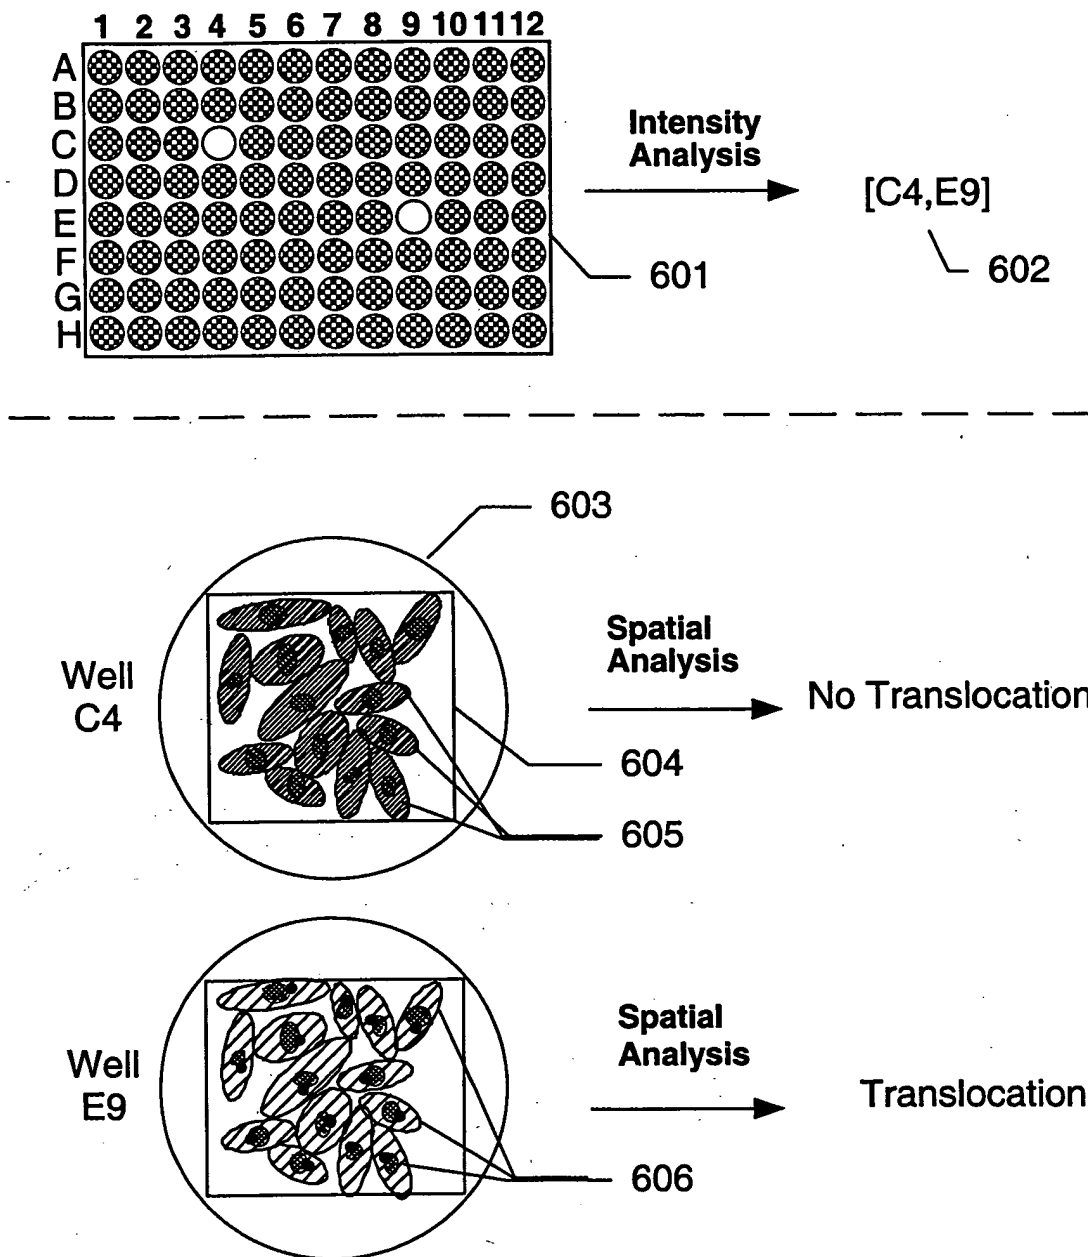 1 2 3 4 5 6 7 8 9 10 11 12
A
B
C
D
E
F
G
H
Intensity
Analysis
[C4,E9]
601
602
603
Well
C4
Spatial
Analysis
No Translocation
604
605
Well
E9
Spatial
Analysis
Translocation
606